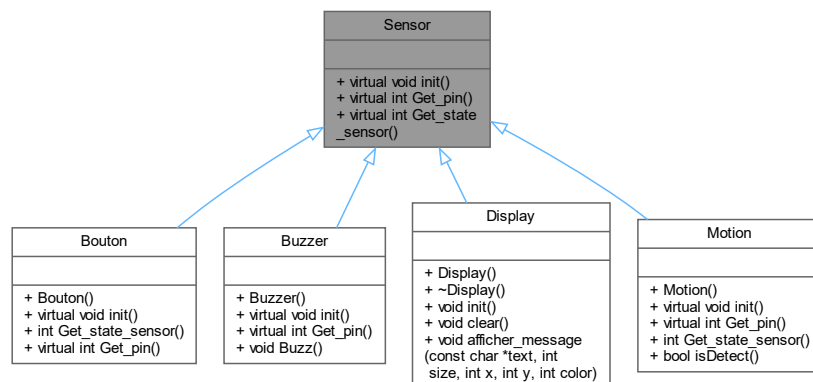 Sensor
+ virtual void init()
+ virtual int Get_pin()
+ virtual int Get_state
_sensor()
Bouton
+ Bouton()
+ virtual void init()
+ int Get_state_sensor()
+ virtual int Get_pin()
Buzzer
+ Buzzer()
+ virtual void init()
+ virtual int Get_pin()
+ void Buzz()
Display
+ Display()
+ ~Display()
+ void init()
+ void clear()
+ void afficher_message
(const char *text, int
size, int x, int y, int color)
Motion
+ Motion()
+ virtual void init()
+ virtual int Get_pin()
+ int Get_state_sensor()
+ bool isDetect()